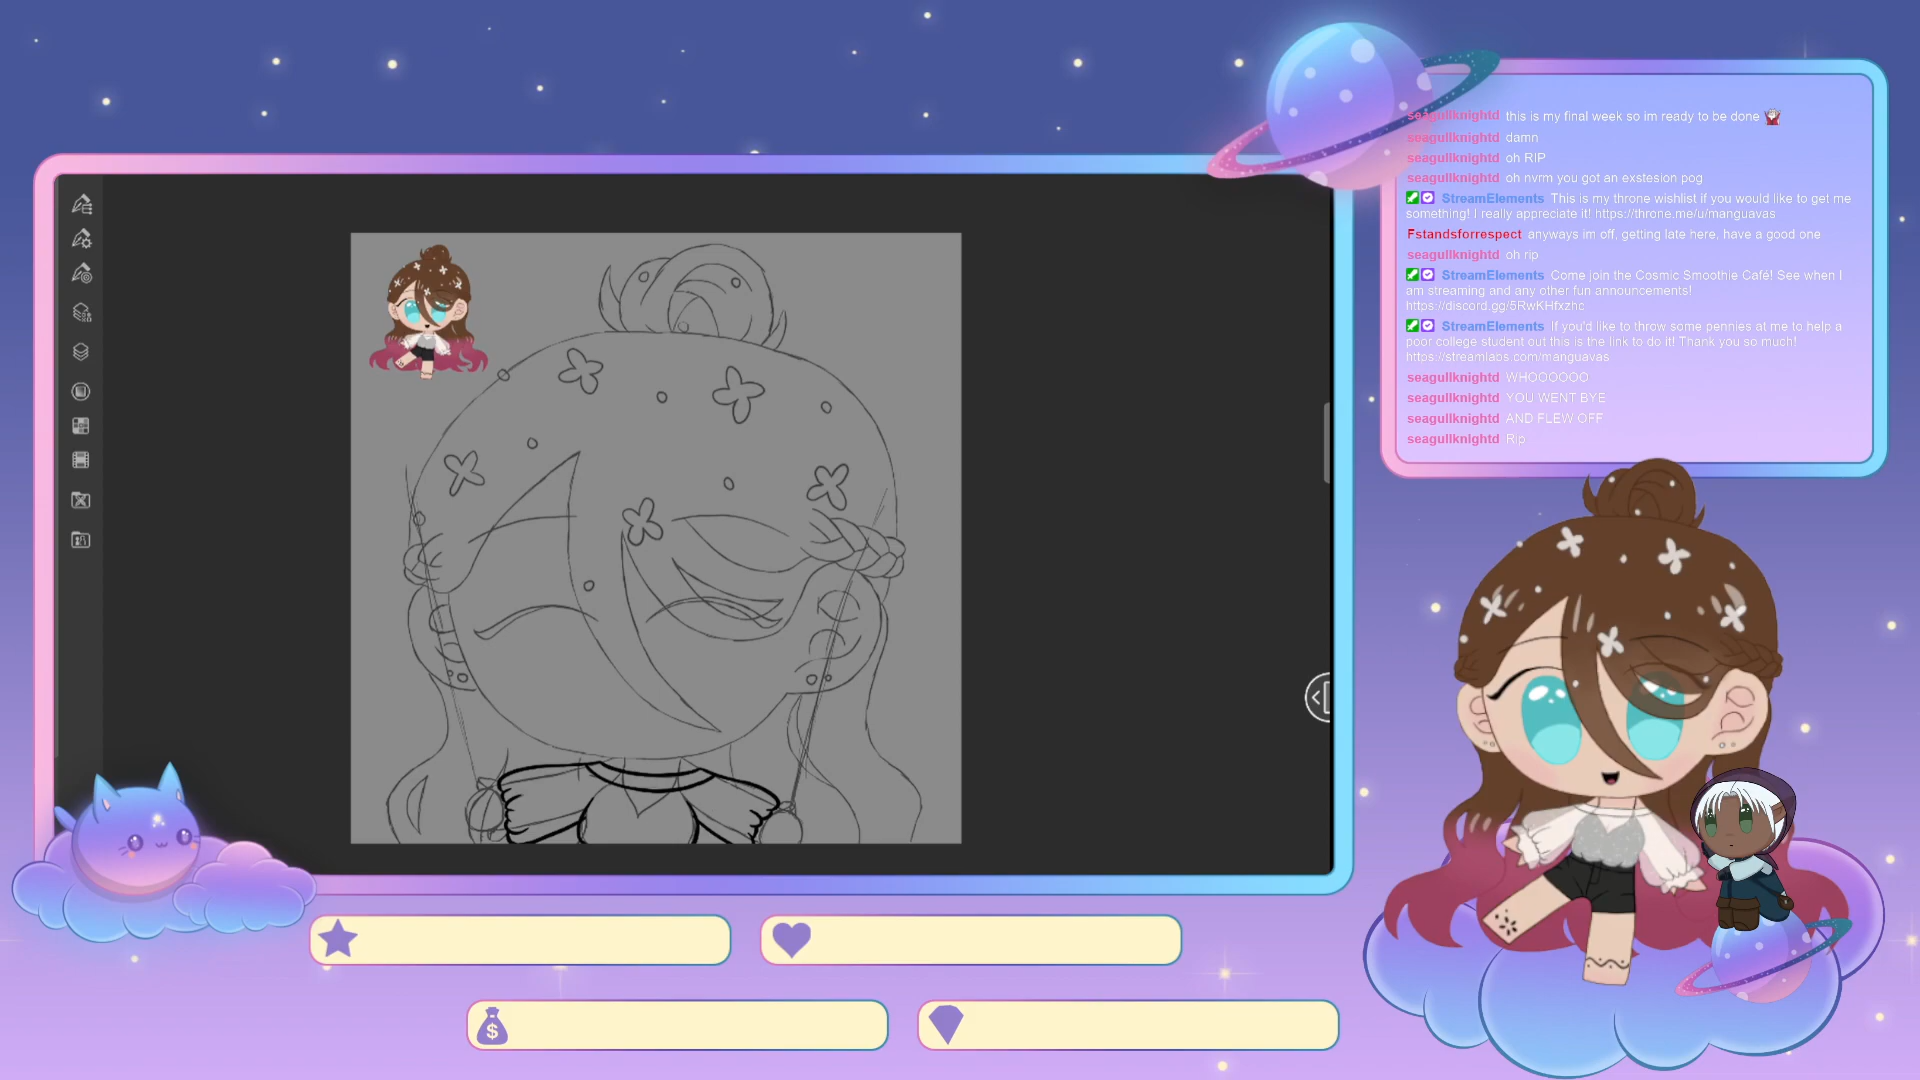 seagullknightd this is my final week so im ready to be done
seagullknightd damn
seagullknightd oh RIP
seagullknightd oh nvrm you got an exstesion pog
StreamElements This is my throne wishlist if you would like to get me
something! I really appreciate it! https://throne.me/u/manguavas
Fstandsforrespect anyways im off, getting late here, have a good one
seagullknightd oh rip
StreamElements Come join the Cosmic Smoothie Café! See when I
am streaming and any other fun announcements!
https://discord.gg/5RwKHfxzhc
StreamElements If you'd like to throw some pennies at me to help a
poor college student out this is the link to do it! Thank you so much!
https://streamlabs.com/manguavas
seagullknightd WHOOOOOO
seagullknightd YOU WENT BYE
seagullknightd AND FLEW OFF
seagullknightd Rip
$